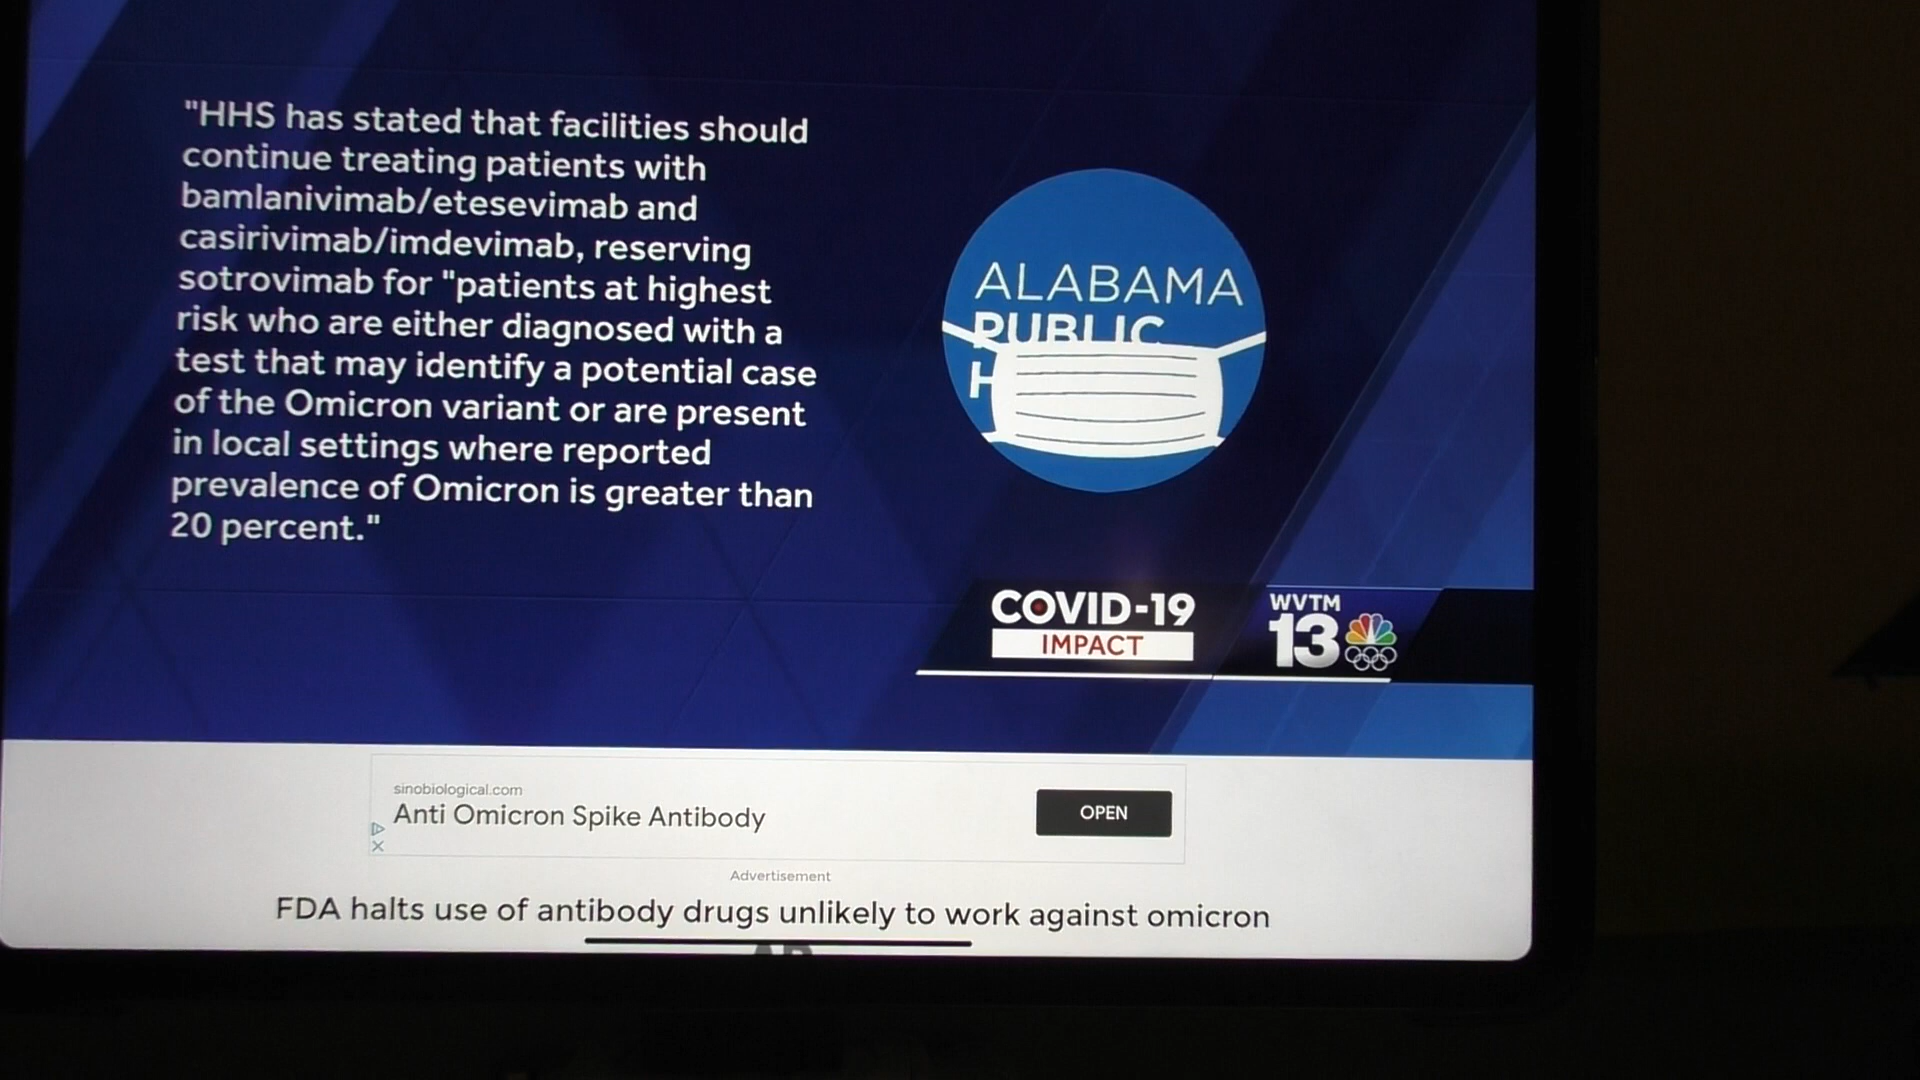 "HHS has stated that facilities should
continue treating patients with
bamlanivimab/etesevimab and
casirivimab/imdevimab, reserving
sotrovimab for "patients at highest
risk who are either diagnosed with a
test that may identify a potential case
of the Omicron variant or are present
in local settings where reported
prevalence of Omicron is greater than
20 percent."
ALABAMA
PUBLIC
H
COVID-19
IMPACT
WVTM
13
sinobiological.com
Anti Omicron Spike Antibody
OPEN
Advertisement
FDA halts use of antibody drugs unlikely to work against omicron